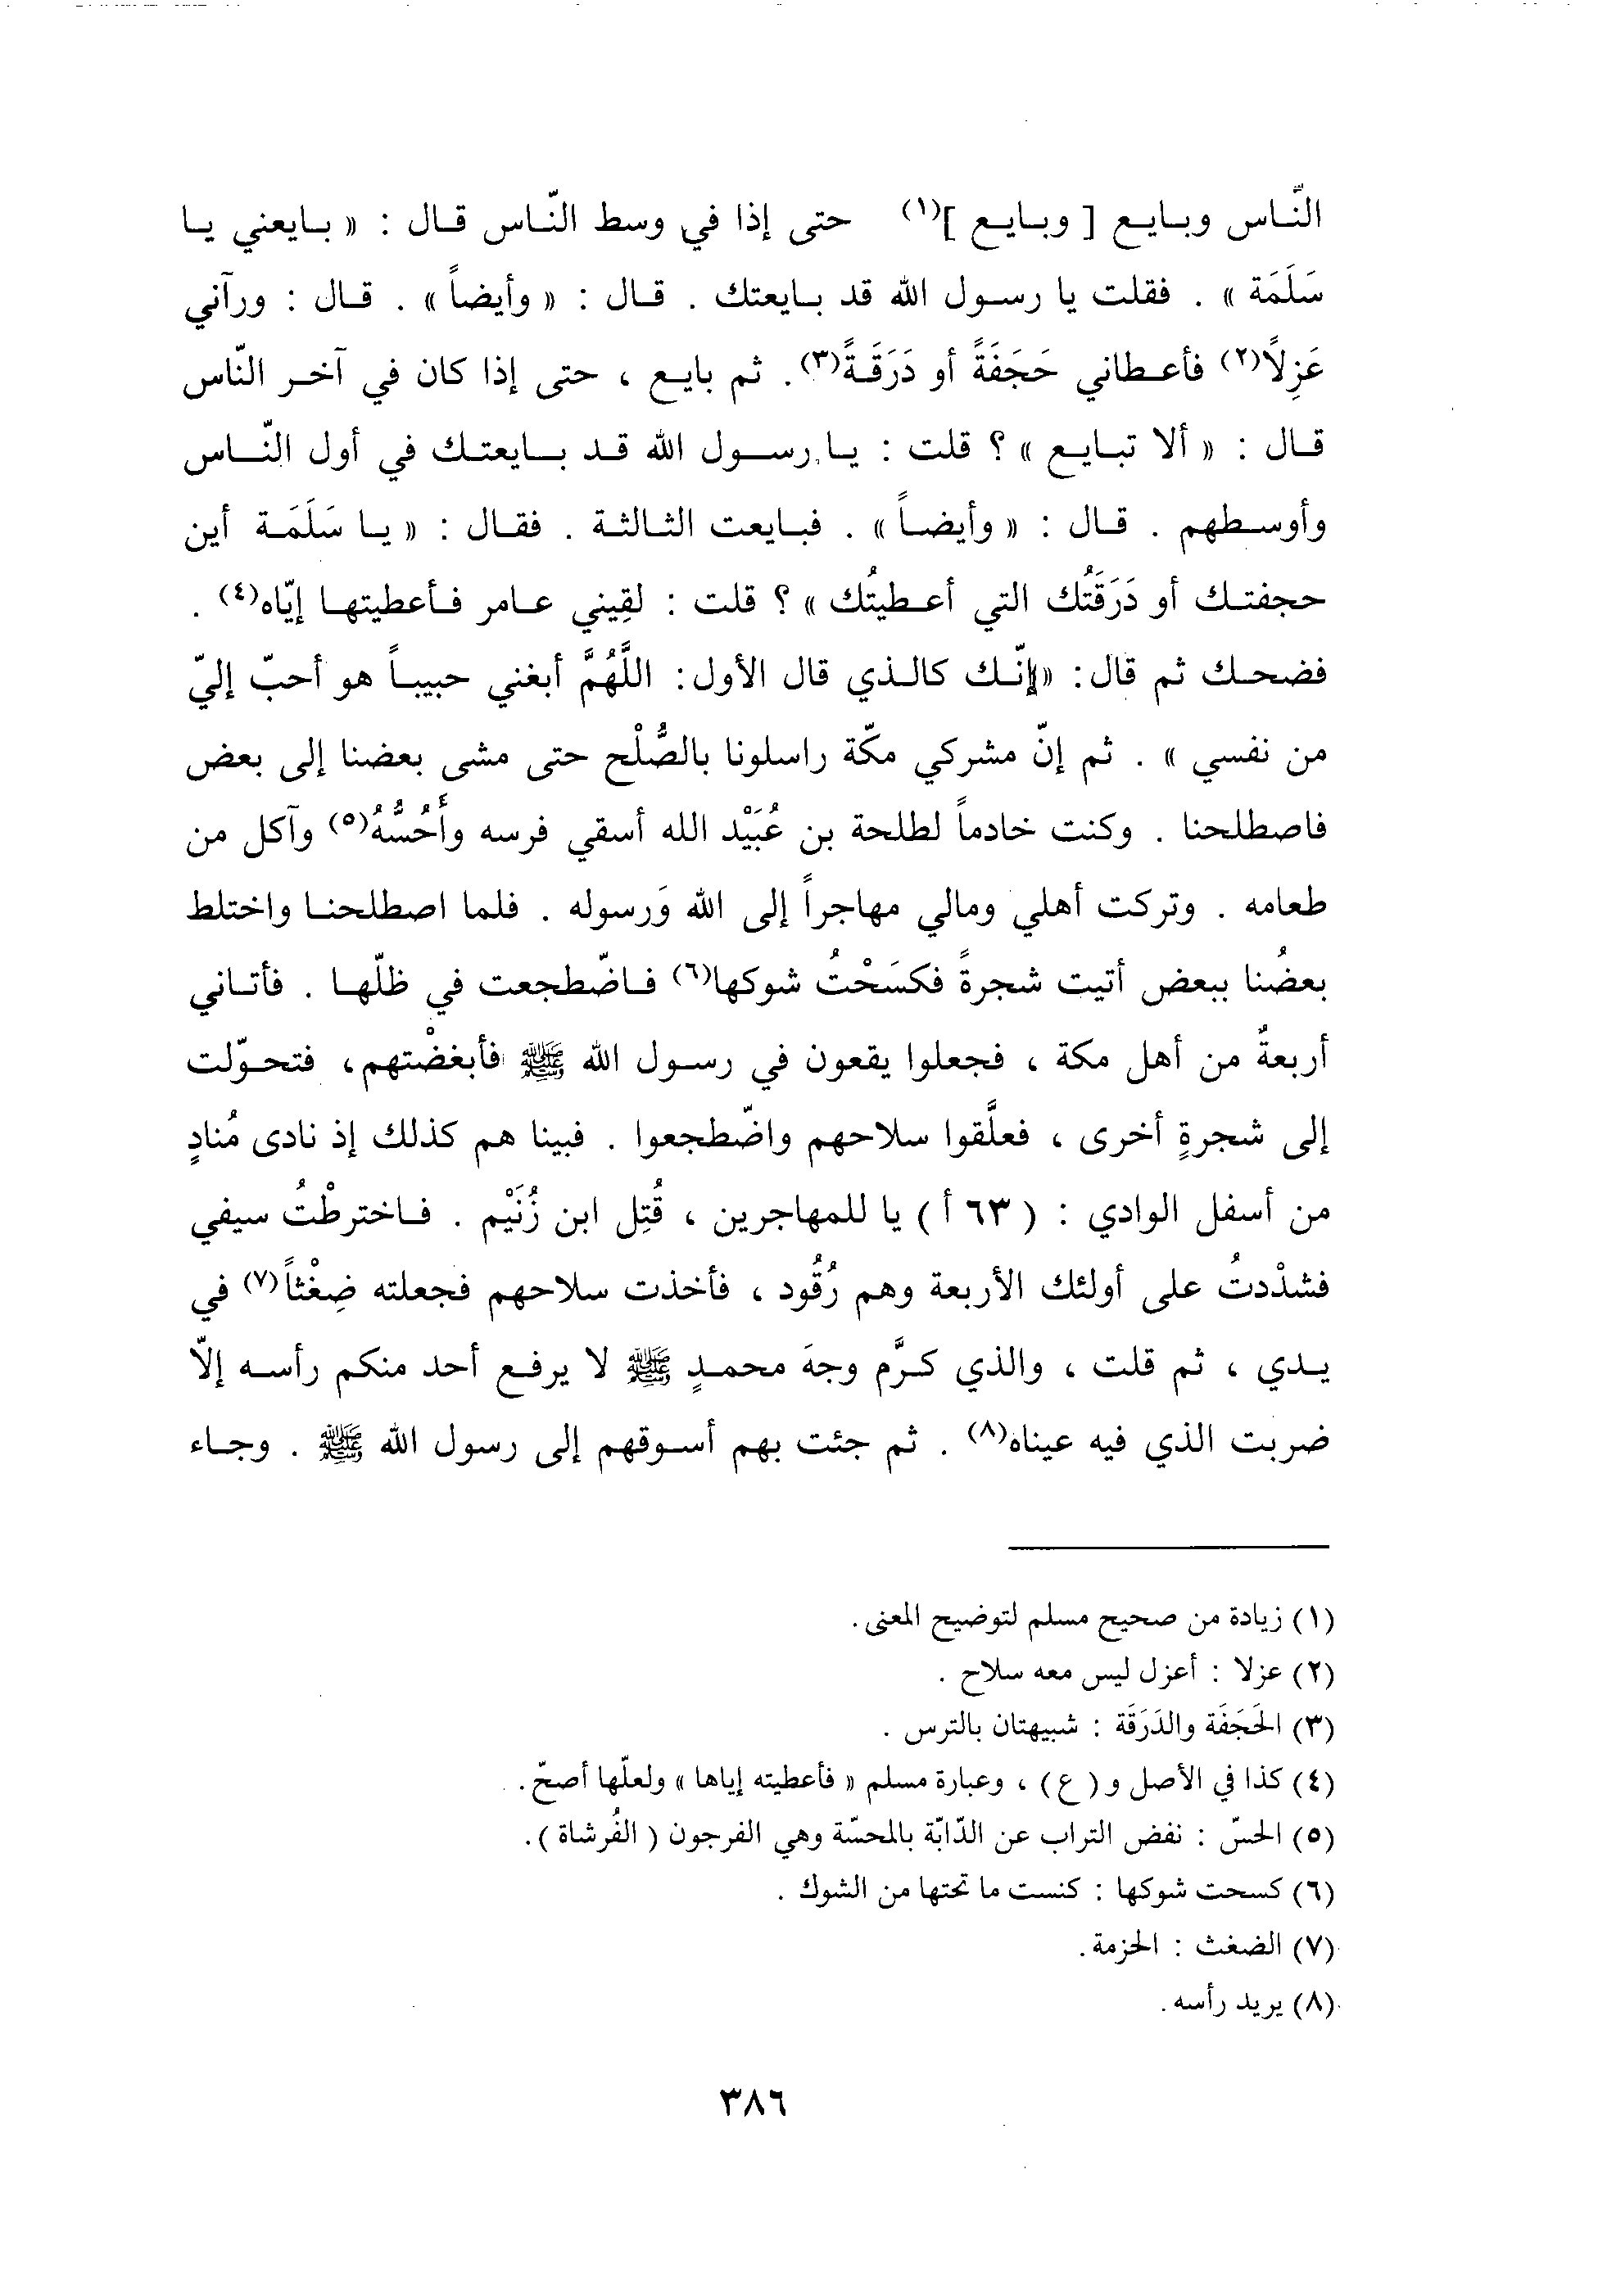 النّاس وبايع [ وبايع ](١) حتى إذا في وسط النّاس قال : « بايعني يا
سَلَمَة » . فقلت يا رسول الله قد بايعتك . قال : « وأيضاً » . قال : ورآني
عَزِلًا(٢) فأعطاني حَجَفَةً أو دَرَقَةً(٣). ثم بايع ، حتى إذا كان في آخر النّاس
قال : « ألا تبايع » ؟ قلت : يا رسول الله قد بايعتك في أول النّاس
وأوسطهم . قال : « وأيضاً » . فبايعت الثالثة . فقال : « يا سَلَمَة أين
حجفتك أو دَرَقَتُك التي أعطيتُك » ؟ قلت : لقِيني عامر فأعطيتها إيّاه(٤) .
فضحك ثم قال: «إنّك كالذي قال الأول: اللَّهُمَّ أبغني حبيباً هو أحبّ إليّ
من نفسي » . ثم إنّ مشركي مكّة راسلونا بالصُّلْح حتى مشى بعضنا إلى بعض
فاصطلحنا . وكنت خادماً لطلحة بن عُبَيْد الله أسقي فرسه وأَحُسُّهُ(٥) وآكل من
طعامه . وتركت أهلي ومالي مهاجراً إلى الله وَرسوله . فلما اصطلحنا واختلط
بعضُنا ببعض أتيت شجرةً فكسَحْتُ شوكها(٦) فاضّطجعت في ظلّها . فأتاني
أربعةٌ من أهل مكة ، فجعلوا يقعون في رسول الله ﷺ فأبغضْتهم، فتحوّلت
إلى شجرةٍ أخرى ، فعلَّقوا سلاحهم واضّطجعوا . فبينا هم كذلك إذ نادى مُنادٍ
من أسفل الوادي : ( ٦٣ أ ) يا للمهاجرين ، قُتِل ابن زُنَيْم . فاخترطْتُ سيفي
فشدْدتُ على أولئك الأربعة وهم رُقُود ، فأخذت سلاحهم فجعلته ضِغْثاً(٧) في
يدي ، ثم قلت ، والذي كرَّم وجهَ محمدٍ ﷺ لا يرفع أحد منكم رأسه إلاّ
ضربت الذي فيه عيناه(٨) . ثم جئت بهم أسوقهم إلى رسول الله ﷺ . وجاء
(١) زيادة من صحيح مسلم لتوضيح المعنى.
(٢) عزلا : أعزل ليس معه سلاح .
(٣) الحَجَفَة والدَرَقَة : شبيهتان بالترس .
(٤) كذا في الأصل و ( ع ) ، وعبارة مسلم « فأعطيته إياها » ولعلّها أصحّ.
(٥) الحسّ : نفض التراب عن الدّابّة بالمحسّة وهي الفرجون ( الفُرشاة ).
(٦) كسحت شوكها : كنست ما تحتها من الشوك .
(٧) الضغث : الحزمة.
(٨) يريد رأسه.
٣٨٦